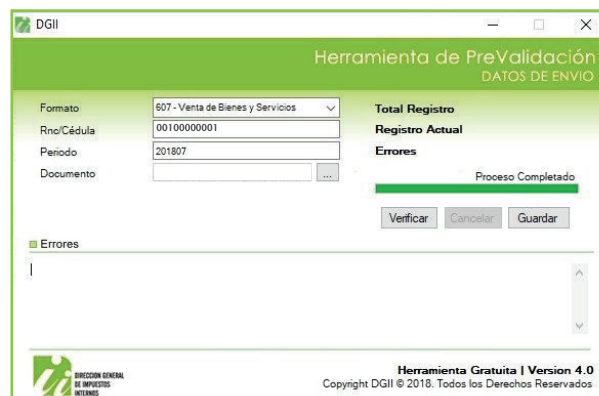 DGII
Herramienta de PreValidación
DATOS DE ENVIO
Formato
607 - Venta de Bienes y Servicios
Rnc/Cédula
00100000001
Periodo
201807
Documento
...
Total Registro
Registro Actual
Errores
Proceso Completado
Verificar
Cancelar
Guardar
Errores
DIRECCION GENERAL
DE IMPUESTOS
INTERNOS
Herramienta Gratuita | Version 4.0
Copyright DGII © 2018. Todos los Derechos Reservados